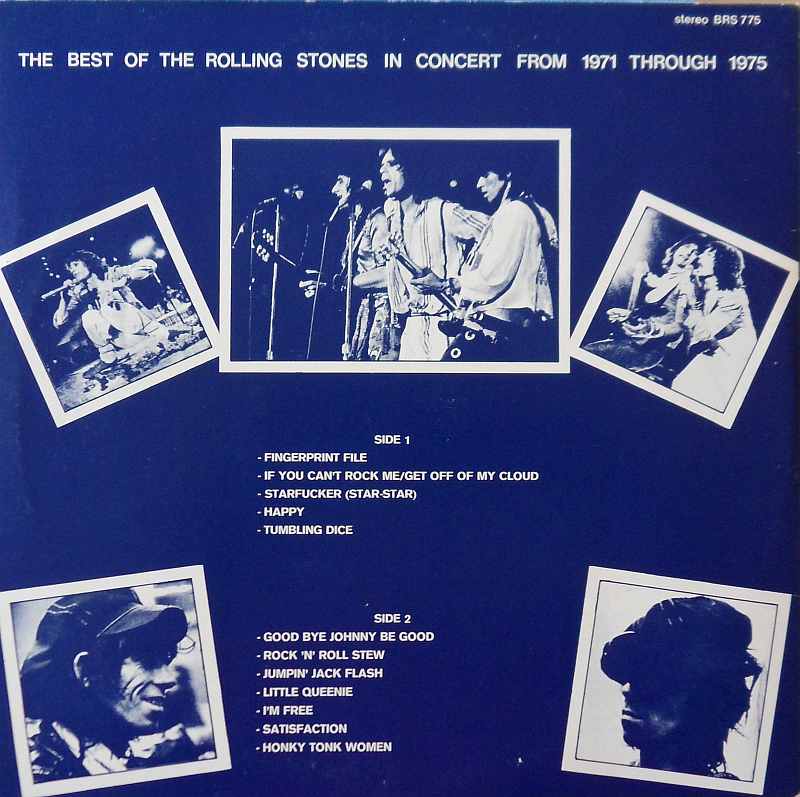 stereo BRS 775
THE BEST OF THE ROLLING STONES IN CONCERT FROM 1971 THROUGH 1975
SIDE 1
- FINGERPRINT FILE
- IF YOU CAN'T ROCK ME/GET OFF OF MY CLOUD
- STARFUCKER (STAR-STAR)
- HAPPY
- TUMBLING DICE
SIDE 2
- GOOD BYE JOHNNY BE GOOD
- ROCK 'N' ROLL STEW
- JUMPIN' JACK FLASH
- LITTLE QUEENIE
- I'M FREE
- SATISFACTION
- HONKY TONK WOMEN